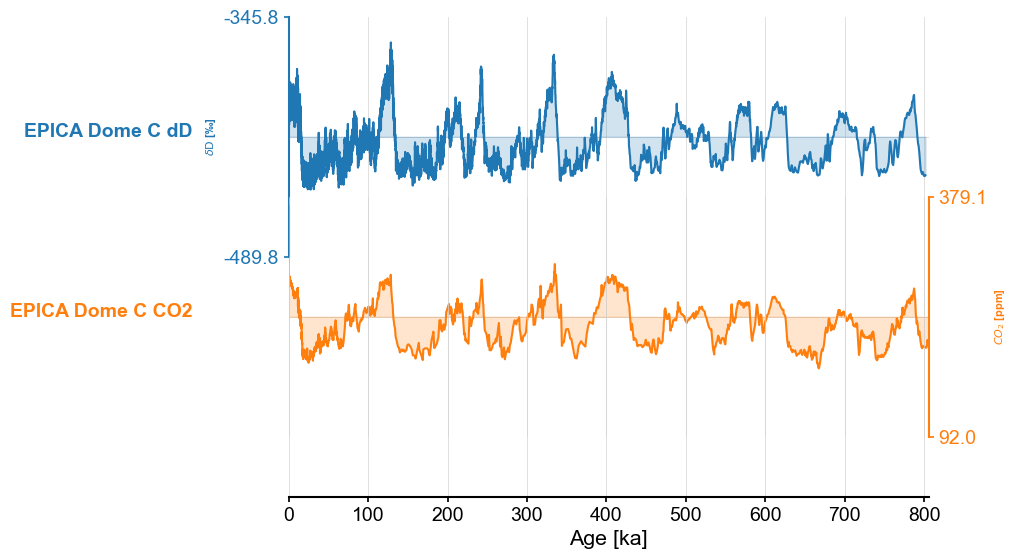 -345.8
EPICA Dome C dD
δD [‰]
-489.8
379.1
EPICA Dome C CO2
CO₂ [ppm]
92.0
0 100 200 300 400 500 600 700 800
Age [ka]